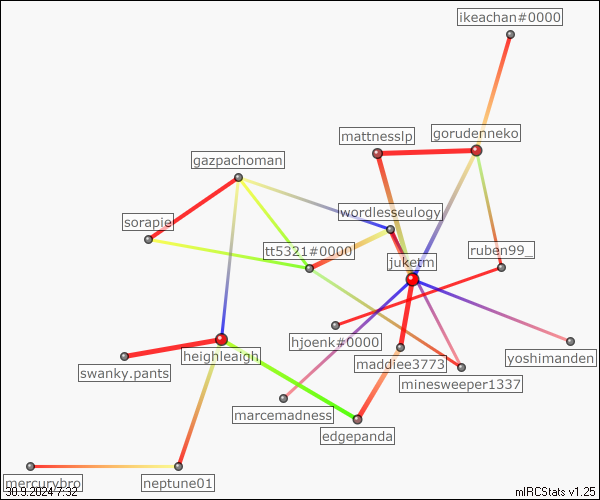 ikeachan#0000
mattnesslp
gorudenneko
gazpachoman
wordlesseulogy
sorapie
tt5321#0000
ruben99_
juketm
hjoenk#0000
heighleaigh
maddiee3773
yoshimanden
swanky.pants
minesweeper1337
marcemadness
edgepanda
mercurybro
neptune01
30.9.2024 7:32
mIRCStats v1.25